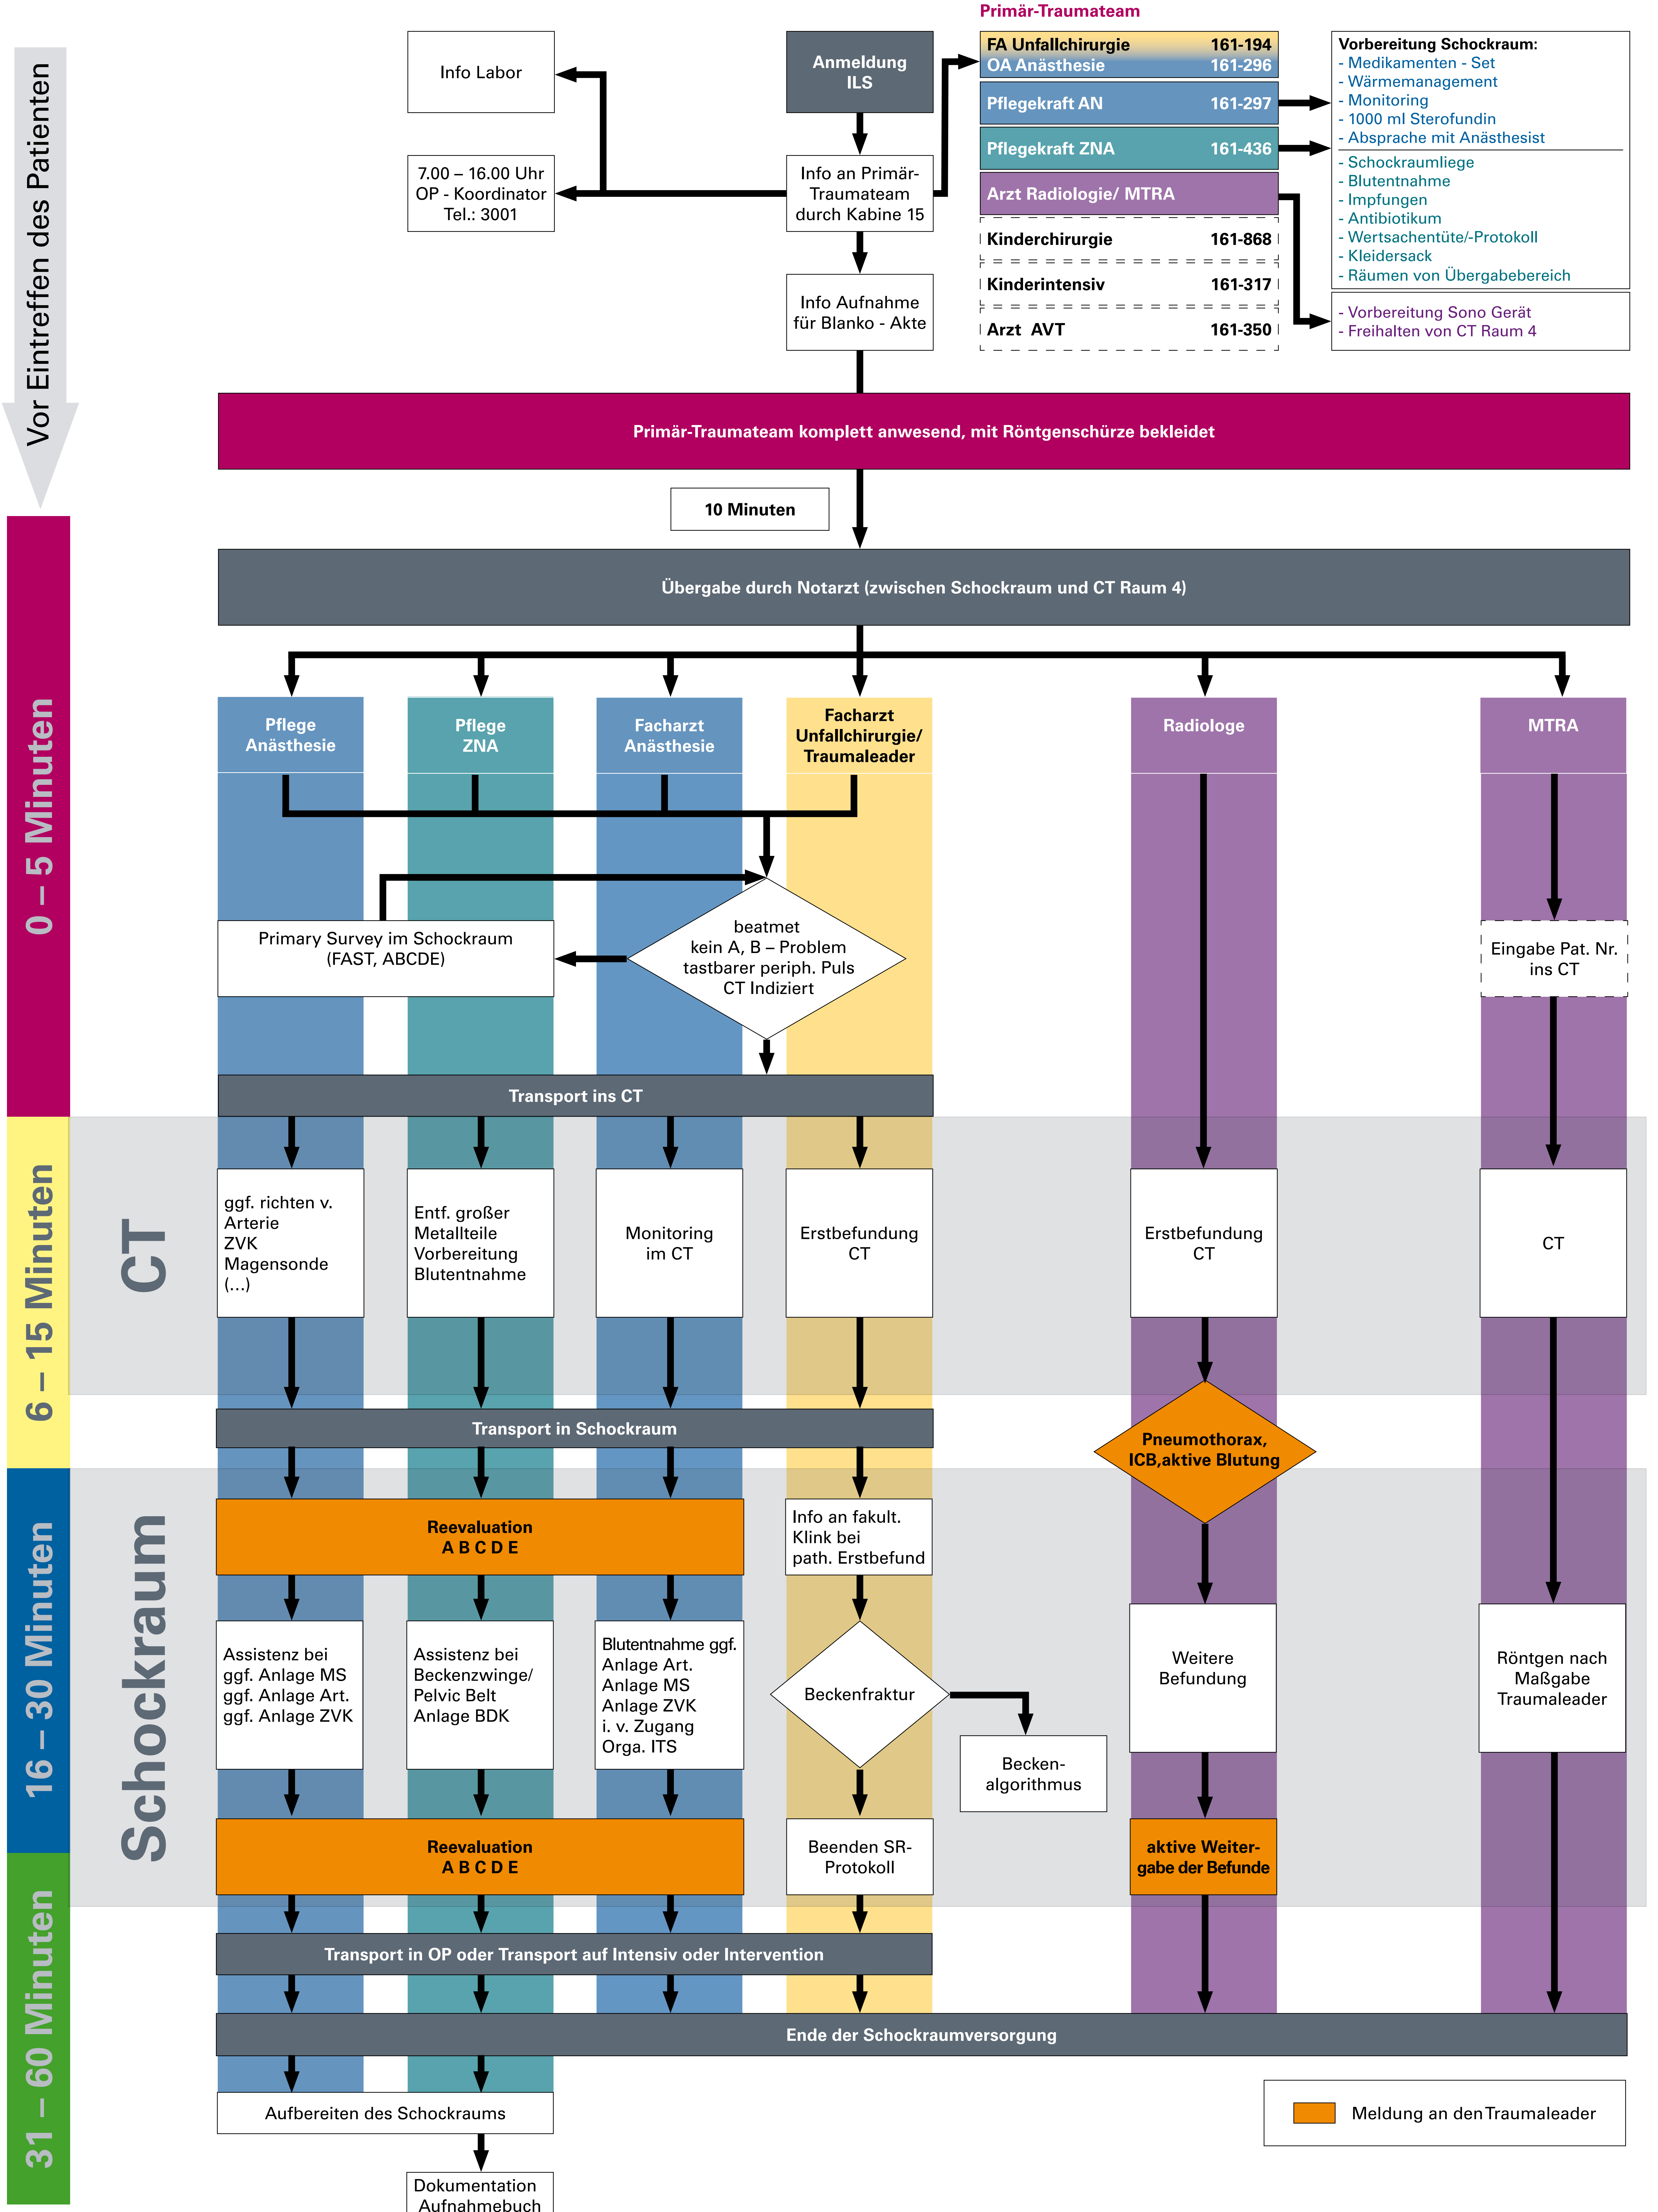 Vor Eintreffen des Patienten
Info Labor
7.00 – 16.00 Uhr
OP - Koordinator
Tel.: 3001
Anmeldung
ILS
Info an Primär-
Traumateam
durch Kabine 15
Info Aufnahme
für Blanko - Akte
Primär-Traumateam
FA Unfallchirurgie 161-194
OA Anästhesie 161-296
Pflegekraft AN 161-297
Pflegekraft ZNA 161-436
Arzt Radiologie/ MTRA
Kinderchirurgie 161-868
Kinderintensiv 161-317
Arzt AVT 161-350
Vorbereitung Schockraum:
- Medikamenten - Set
- Wärmemanagement
- Monitoring
- 1000 ml Sterofundin
- Absprache mit Anästhesist
- Schockraumliege
- Blutentnahme
- Impfungen
- Antibiotikum
- Wertsachentüte/-Protokoll
- Kleidersack
- Räumen von Übergabebereich
- Vorbereitung Sono Gerät
- Freihalten von CT Raum 4
Primär-Traumateam komplett anwesend, mit Röntgenschürze bekleidet
10 Minuten
Übergabe durch Notarzt (zwischen Schockraum und CT Raum 4)
0 – 5 Minuten
Pflege
Anästhesie
Pflege
ZNA
Facharzt
Anästhesie
Facharzt
Unfallchirurgie/
Traumaleader
Radiologe
MTRA
Primary Survey im Schockraum
(FAST, ABCDE)
beatmet
kein A, B – Problem
tastbarer periph. Puls
CT Indiziert
Eingabe Pat. Nr.
ins CT
Transport ins CT
6 – 15 Minuten
CT
ggf. richten v.
Arterie
ZVK
Magensonde
(...)
Entf. großer
Metallteile
Vorbereitung
Blutentnahme
Monitoring
im CT
Erstbefundung
CT
Erstbefundung
CT
CT
Transport in Schockraum
Pneumothorax,
ICB,aktive Blutung
16 – 30 Minuten
Schockraum
Reevaluation
A B C D E
Info an fakult.
Klink bei
path. Erstbefund
Assistenz bei
ggf. Anlage MS
ggf. Anlage Art.
ggf. Anlage ZVK
Assistenz bei
Beckenzwinge/
Pelvic Belt
Anlage BDK
Blutentnahme ggf.
Anlage Art.
Anlage MS
Anlage ZVK
i. v. Zugang
Orga. ITS
Beckenfraktur
Becken-
algorithmus
Weitere
Befundung
Röntgen nach
Maßgabe
Traumaleader
Reevaluation
A B C D E
Beenden SR-
Protokoll
aktive Weiter-
gabe der Befunde
31 – 60 Minuten
Transport in OP oder Transport auf Intensiv oder Intervention
Ende der Schockraumversorgung
Aufbereiten des Schockraums
Meldung an den Traumaleader
Dokumentation
Aufnahmebuch